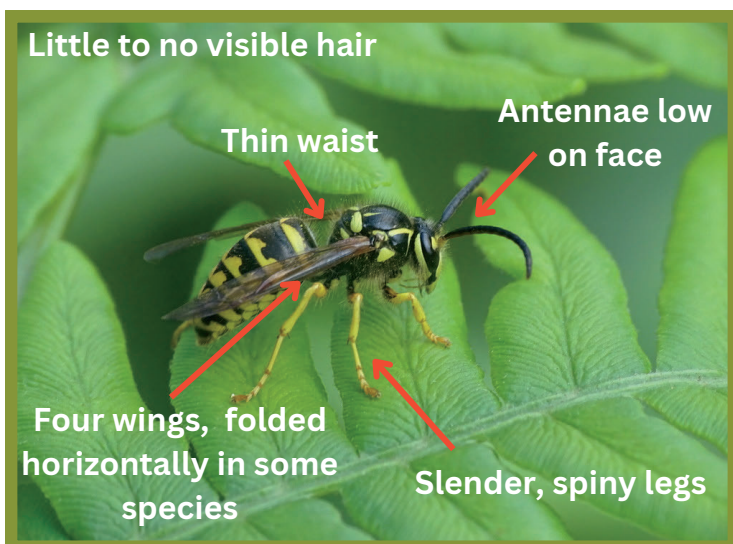 Little to no visible hair
Antennae low
on face
Thin waist
Four wings, folded
horizontally in some
species
Slender, spiny legs